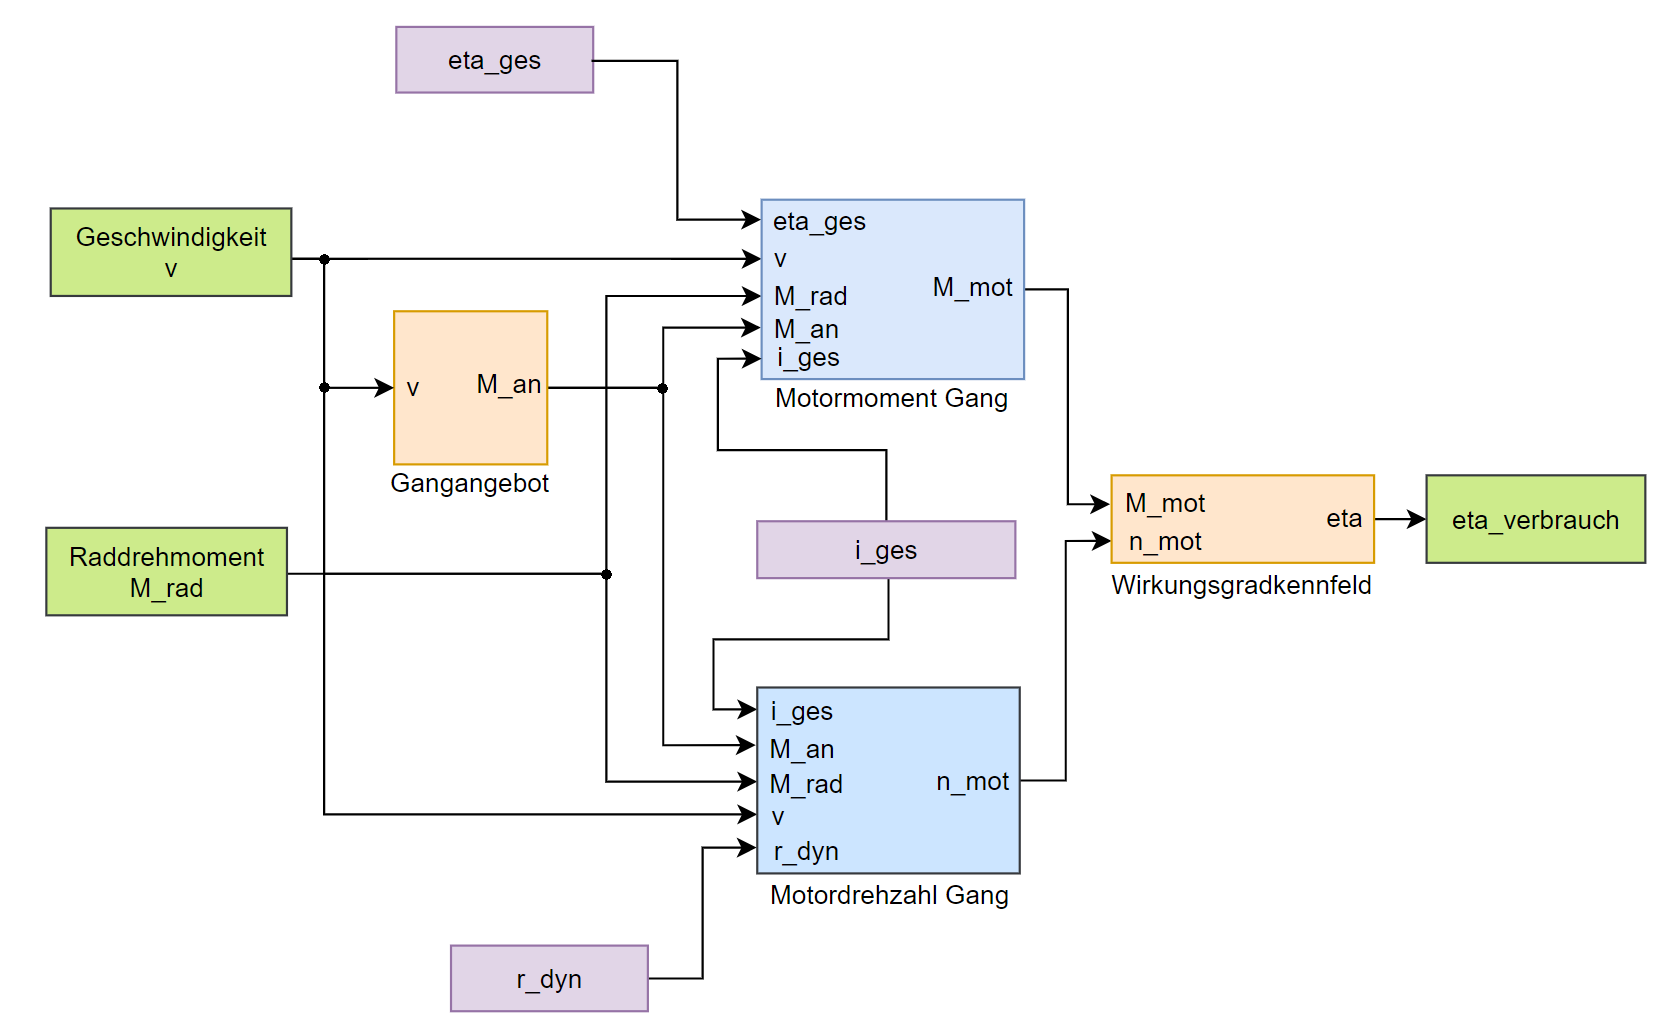 eta_ges
Geschwindigkeit
v
eta_ges
v
M_rad
M_an
i_ges
M_mot
Motormoment Gang
v
M_an
Gangangebot
Raddrehmoment
M_rad
i_ges
M_mot
n_mot
eta
Wirkungsgradkennfeld
eta_verbrauch
i_ges
M_an
M_rad
v
r_dyn
n_mot
Motordrehzahl Gang
r_dyn